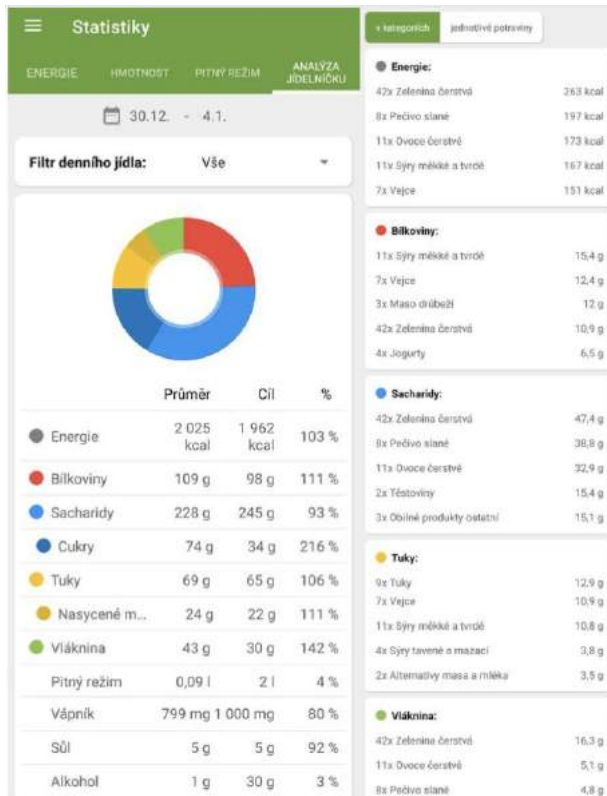 Statistiky
ENERGIE HMOTNOST PITNÝ REŽIM ANALÝZA JÍDELNÍČKU
30.12. - 4.1.
Filtr denního jídla: Vše
Průměr Cíl %
Energie 2 025 kcal 1 962 kcal 103 %
Bílkoviny 109 g 98 g 111 %
Sacharidy 228 g 245 g 93 %
Cukry 74 g 34 g 216 %
Tuky 69 g 65 g 106 %
Nasycené m... 24 g 22 g 111 %
Vláknina 43 g 30 g 142 %
Pitný režim 0,09 l 2 l 4 %
Vápník 799 mg 1 000 mg 80 %
Sůl 5 g 5 g 92 %
Alkohol 1 g 30 g 3 %
v kategoriích jednotlivé potraviny
Energie:
42x Zelenina čerstvá 263 kcal
8x Pečivo slané 197 kcal
11x Ovoce čerstvé 173 kcal
11x Sýry měkké a tvrdé 167 kcal
7x Vejce 151 kcal
Bílkoviny:
11x Sýry měkké a tvrdé 15,4 g
7x Vejce 12,4 g
3x Maso drůbeží 12 g
42x Zelenina čerstvá 10,9 g
4x Jogurty 6,5 g
Sacharidy:
42x Zelenina čerstvá 47,4 g
8x Pečivo slané 38,8 g
11x Ovoce čerstvé 32,9 g
2x Těstoviny 15,4 g
3x Obilné produkty ostatní 15,1 g
Tuky:
9x Tuky 12,9 g
7x Vejce 10,9 g
11x Sýry měkké a tvrdé 10,8 g
4x Sýry tavené a mazací 3,8 g
2x Alternativy masa a mléka 3,5 g
Vláknina:
42x Zelenina čerstvá 16,3 g
11x Ovoce čerstvé 5,1 g
8x Pečivo slané 4,8 g